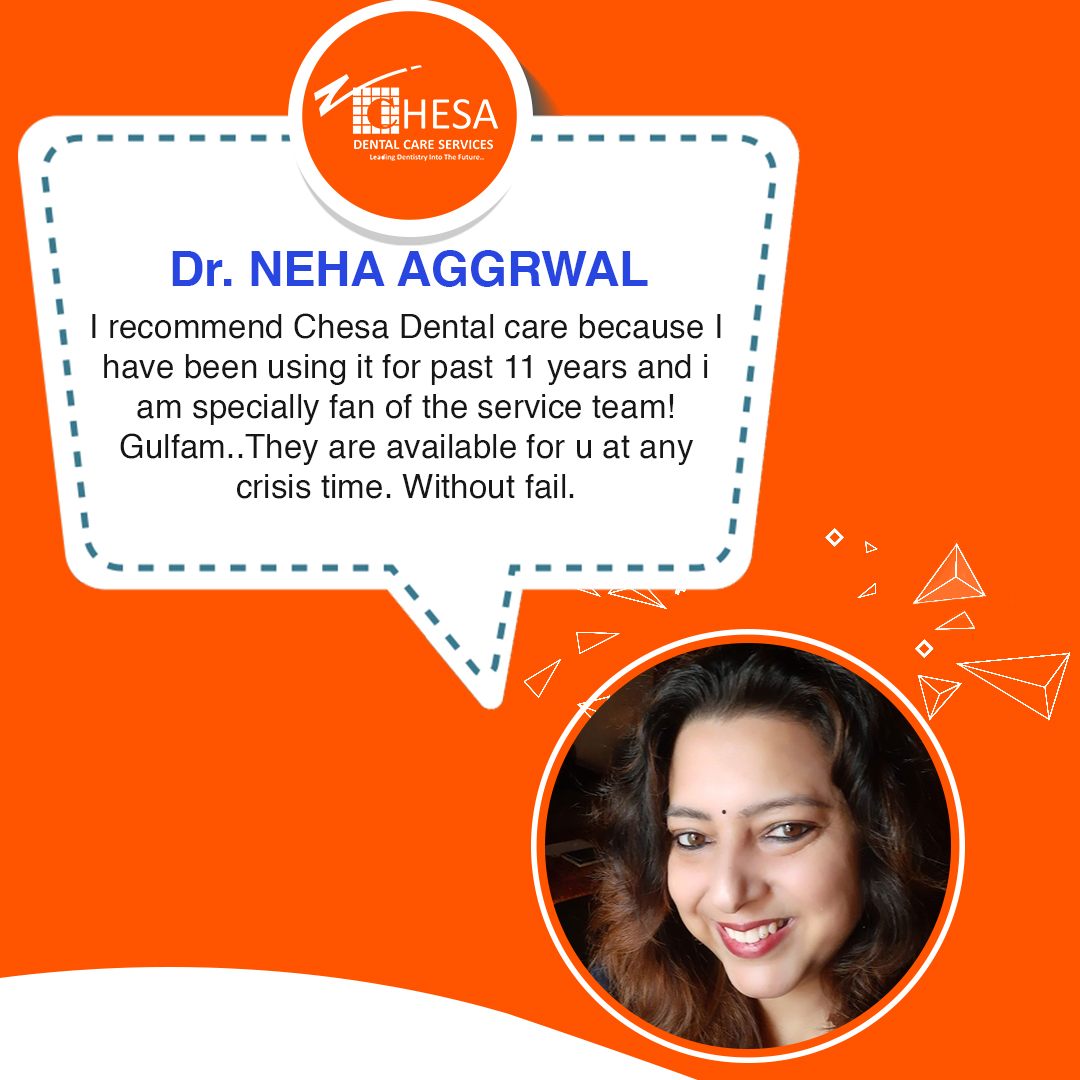 CHESA
DENTAL CARE SERVICES
Leading Dentistry Into The Future..
Dr. NEHA AGGRWAL
I recommend Chesa Dental care because I
have been using it for past 11 years and i
am specially fan of the service team!
Gulfam..They are available for u at any
crisis time. Without fail.